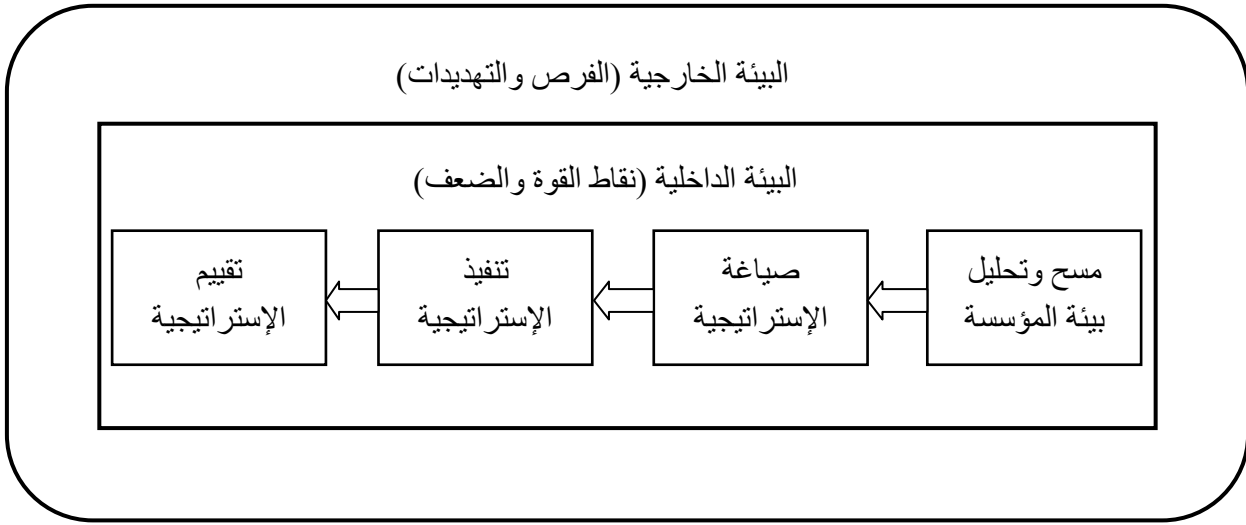 البيئة الخارجية (الفرص والتهديدات)
البيئة الداخلية (نقاط القوة والضعف)
مسح وتحليل
بيئة المؤسسة
صياغة
الإستراتيجية
تنفيذ
الإستراتيجية
تقييم
الإستراتيجية